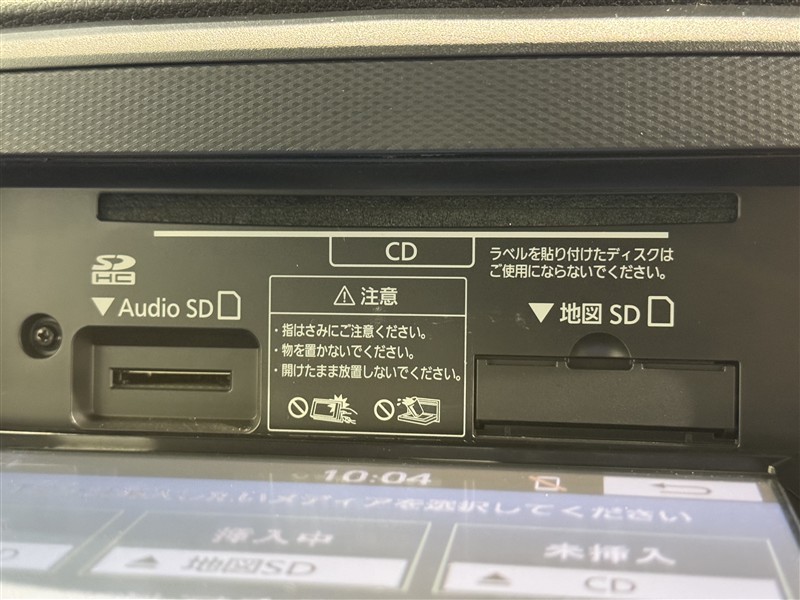 CD
ラベルを貼り付けたディスクは
ご使用にならないでください。
SD
HC
▼Audio SD
⚠注意
・指はさみにご注意ください。
・物を置かないでください。
・開けたまま放置しないでください。
▼地図 SD
10:04
いメディアを選択してください
挿入中
地図SD
未挿入
CD